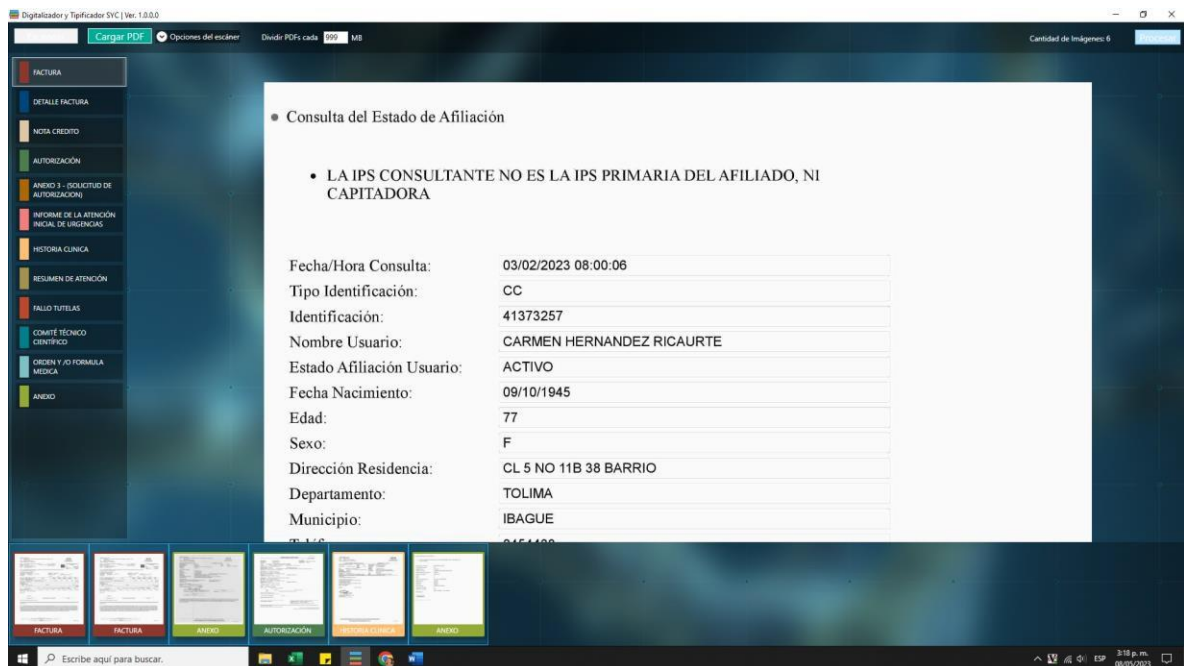 Digitalizador y Tipificador SYC | Ver. 1.0.0.0
Cargar PDF
Opciones del escáner
Dividir PDFs cada 999 MB
Cantidad de Imágenes: 6
Procesar
FACTURA
DETALLE FACTURA
NOTA CREDITO
AUTORIZACIÓN
ANEXO 3 - (SOLICITUD DE
AUTORIZACION)
INFORME DE LA ATENCIÓN
INICIAL DE URGENCIAS
HISTORIA CLINICA
RESUMEN DE ATENCIÓN
FALLO TUTELAS
COMITÉ TÉCNICO
CIENTÍFICO
ORDEN Y /O FORMULA
MEDICA
ANEXO
Consulta del Estado de Afiliación
LA IPS CONSULTANTE NO ES LA IPS PRIMARIA DEL AFILIADO, NI
CAPITADORA
Fecha/Hora Consulta: 03/02/2023 08:00:06
Tipo Identificación: CC
Identificación: 41373257
Nombre Usuario: CARMEN HERNANDEZ RICAURTE
Estado Afiliación Usuario: ACTIVO
Fecha Nacimiento: 09/10/1945
Edad: 77
Sexo: F
Dirección Residencia: CL 5 NO 11B 38 BARRIO
Departamento: TOLIMA
Municipio: IBAGUE
FACTURA
FACTURA
ANEXO
AUTORIZACIÓN
HISTORIA CLINICA
ANEXO
Escribe aquí para buscar.
ESP
3:18 p. m.
08/05/2023